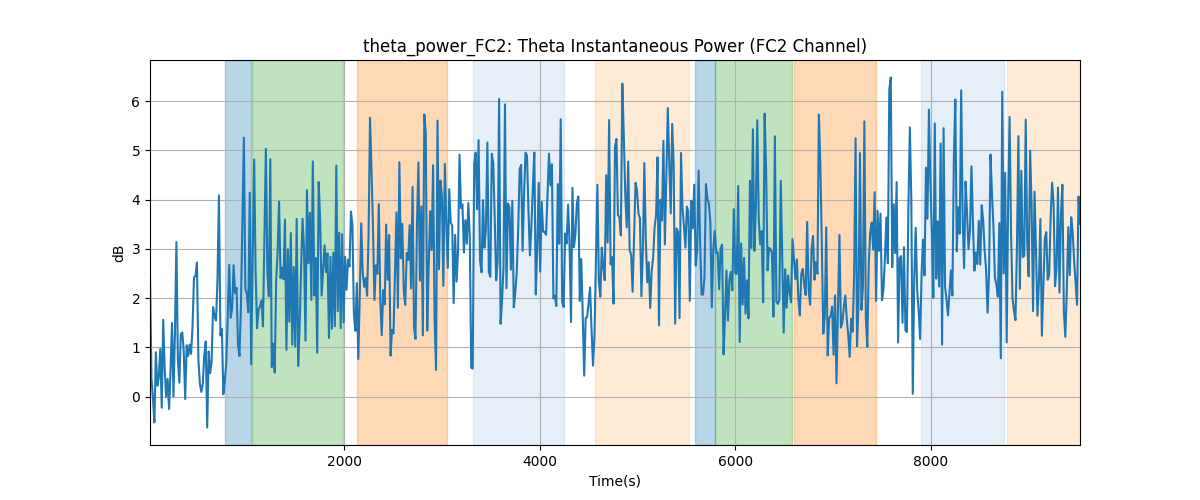 theta_power_FC2: Theta Instantaneous Power (FC2 Channel)
6
5
4
3
2
1
0
dB
2000 4000 6000 8000
Time(s)